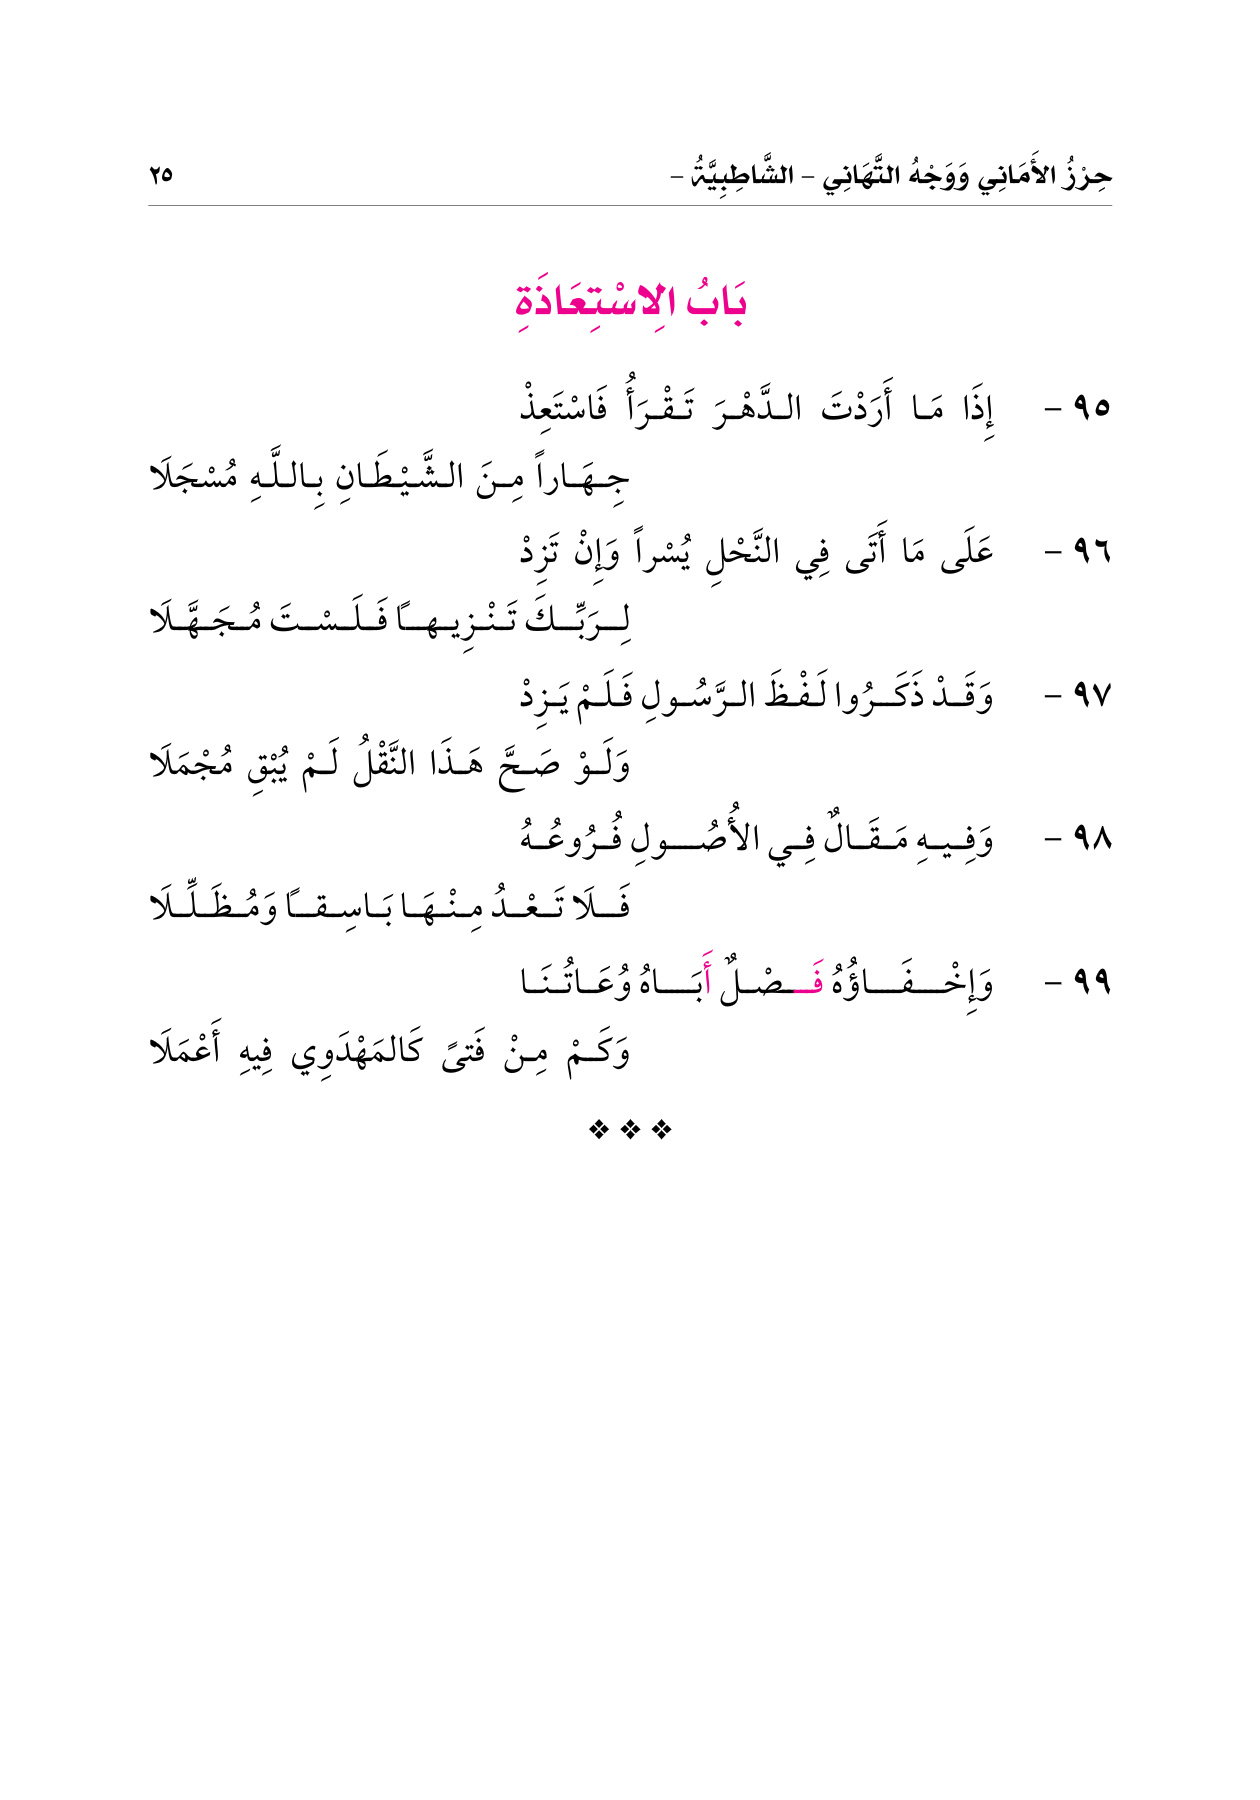 حِرْزُ الأَمَانِي وَوَجْهُ التَّهَانِي – الشَّاطِبِيَّةُ – ٢٥
بَابُ الِاسْتِعَاذَةِ
٩٥ – إِذَا مَا أَرَدْتَ الدَّهْرَ تَقْرَأُ فَاسْتَعِذْ
جِهَاراً مِنَ الشَّيْطَانِ بِاللَّهِ مُسْجَلَا
٩٦ – عَلَى مَا أَتَى فِي النَّحْلِ يُسْراً وَإِنْ تَزِدْ
لِرَبِّكَ تَنْزِيهاً فَلَسْتَ مُجَهَّلَا
٩٧ – وَقَدْ ذَكَرُوا لَفْظَ الرَّسُولِ فَلَمْ يَزِدْ
وَلَوْ صَحَّ هَذَا النَّقْلُ لَمْ يُبْقِ مُجْمَلَا
٩٨ – وَفِيهِ مَقَالٌ فِي الأُصُولِ فُرُوعُهُ
فَلَا تَعْدُ مِنْهَا بَاسِقاً وَمُظَلِّلَا
٩٩ – وَإِخْفَاؤُهُ فَصْلٌ أَبَاهُ وُعَاتُنَا
وَكَمْ مِنْ فَتىً كَالمَهْدَوِي فِيهِ أَعْمَلَا